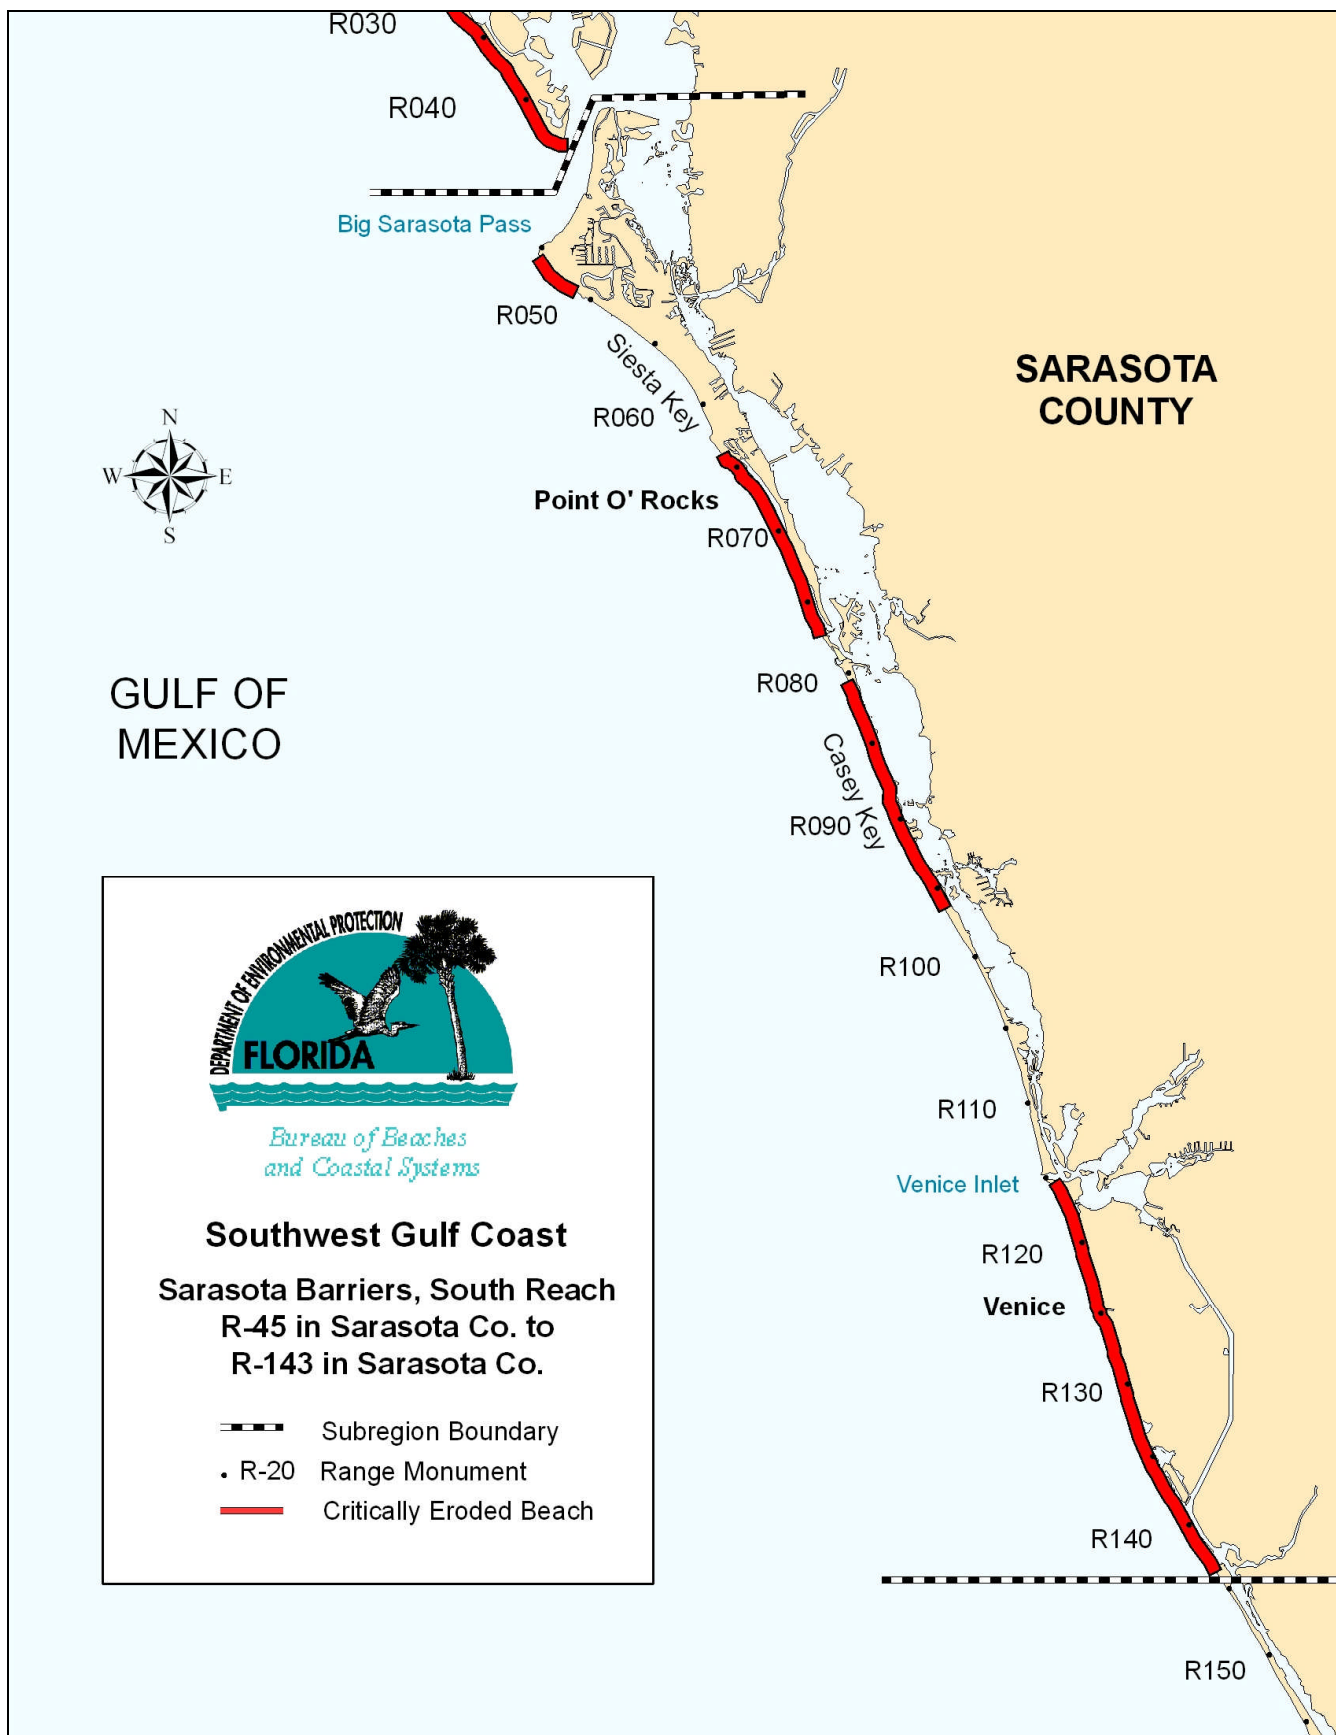 R030
R040
Big Sarasota Pass
R050
Siesta Key
SARASOTA
COUNTY
R060
N
W E
S
Point O' Rocks
R070
GULF OF
MEXICO
R080
Casey Key
R090
DEPARTMENT OF ENVIRONMENTAL PROTECTION
FLORIDA
Bureau of Beaches
and Coastal Systems
R100
R110
Venice Inlet
R120
Venice
R130
R140
R150
Southwest Gulf Coast
Sarasota Barriers, South Reach
R-45 in Sarasota Co. to
R-143 in Sarasota Co.
Subregion Boundary
R-20 Range Monument
Critically Eroded Beach